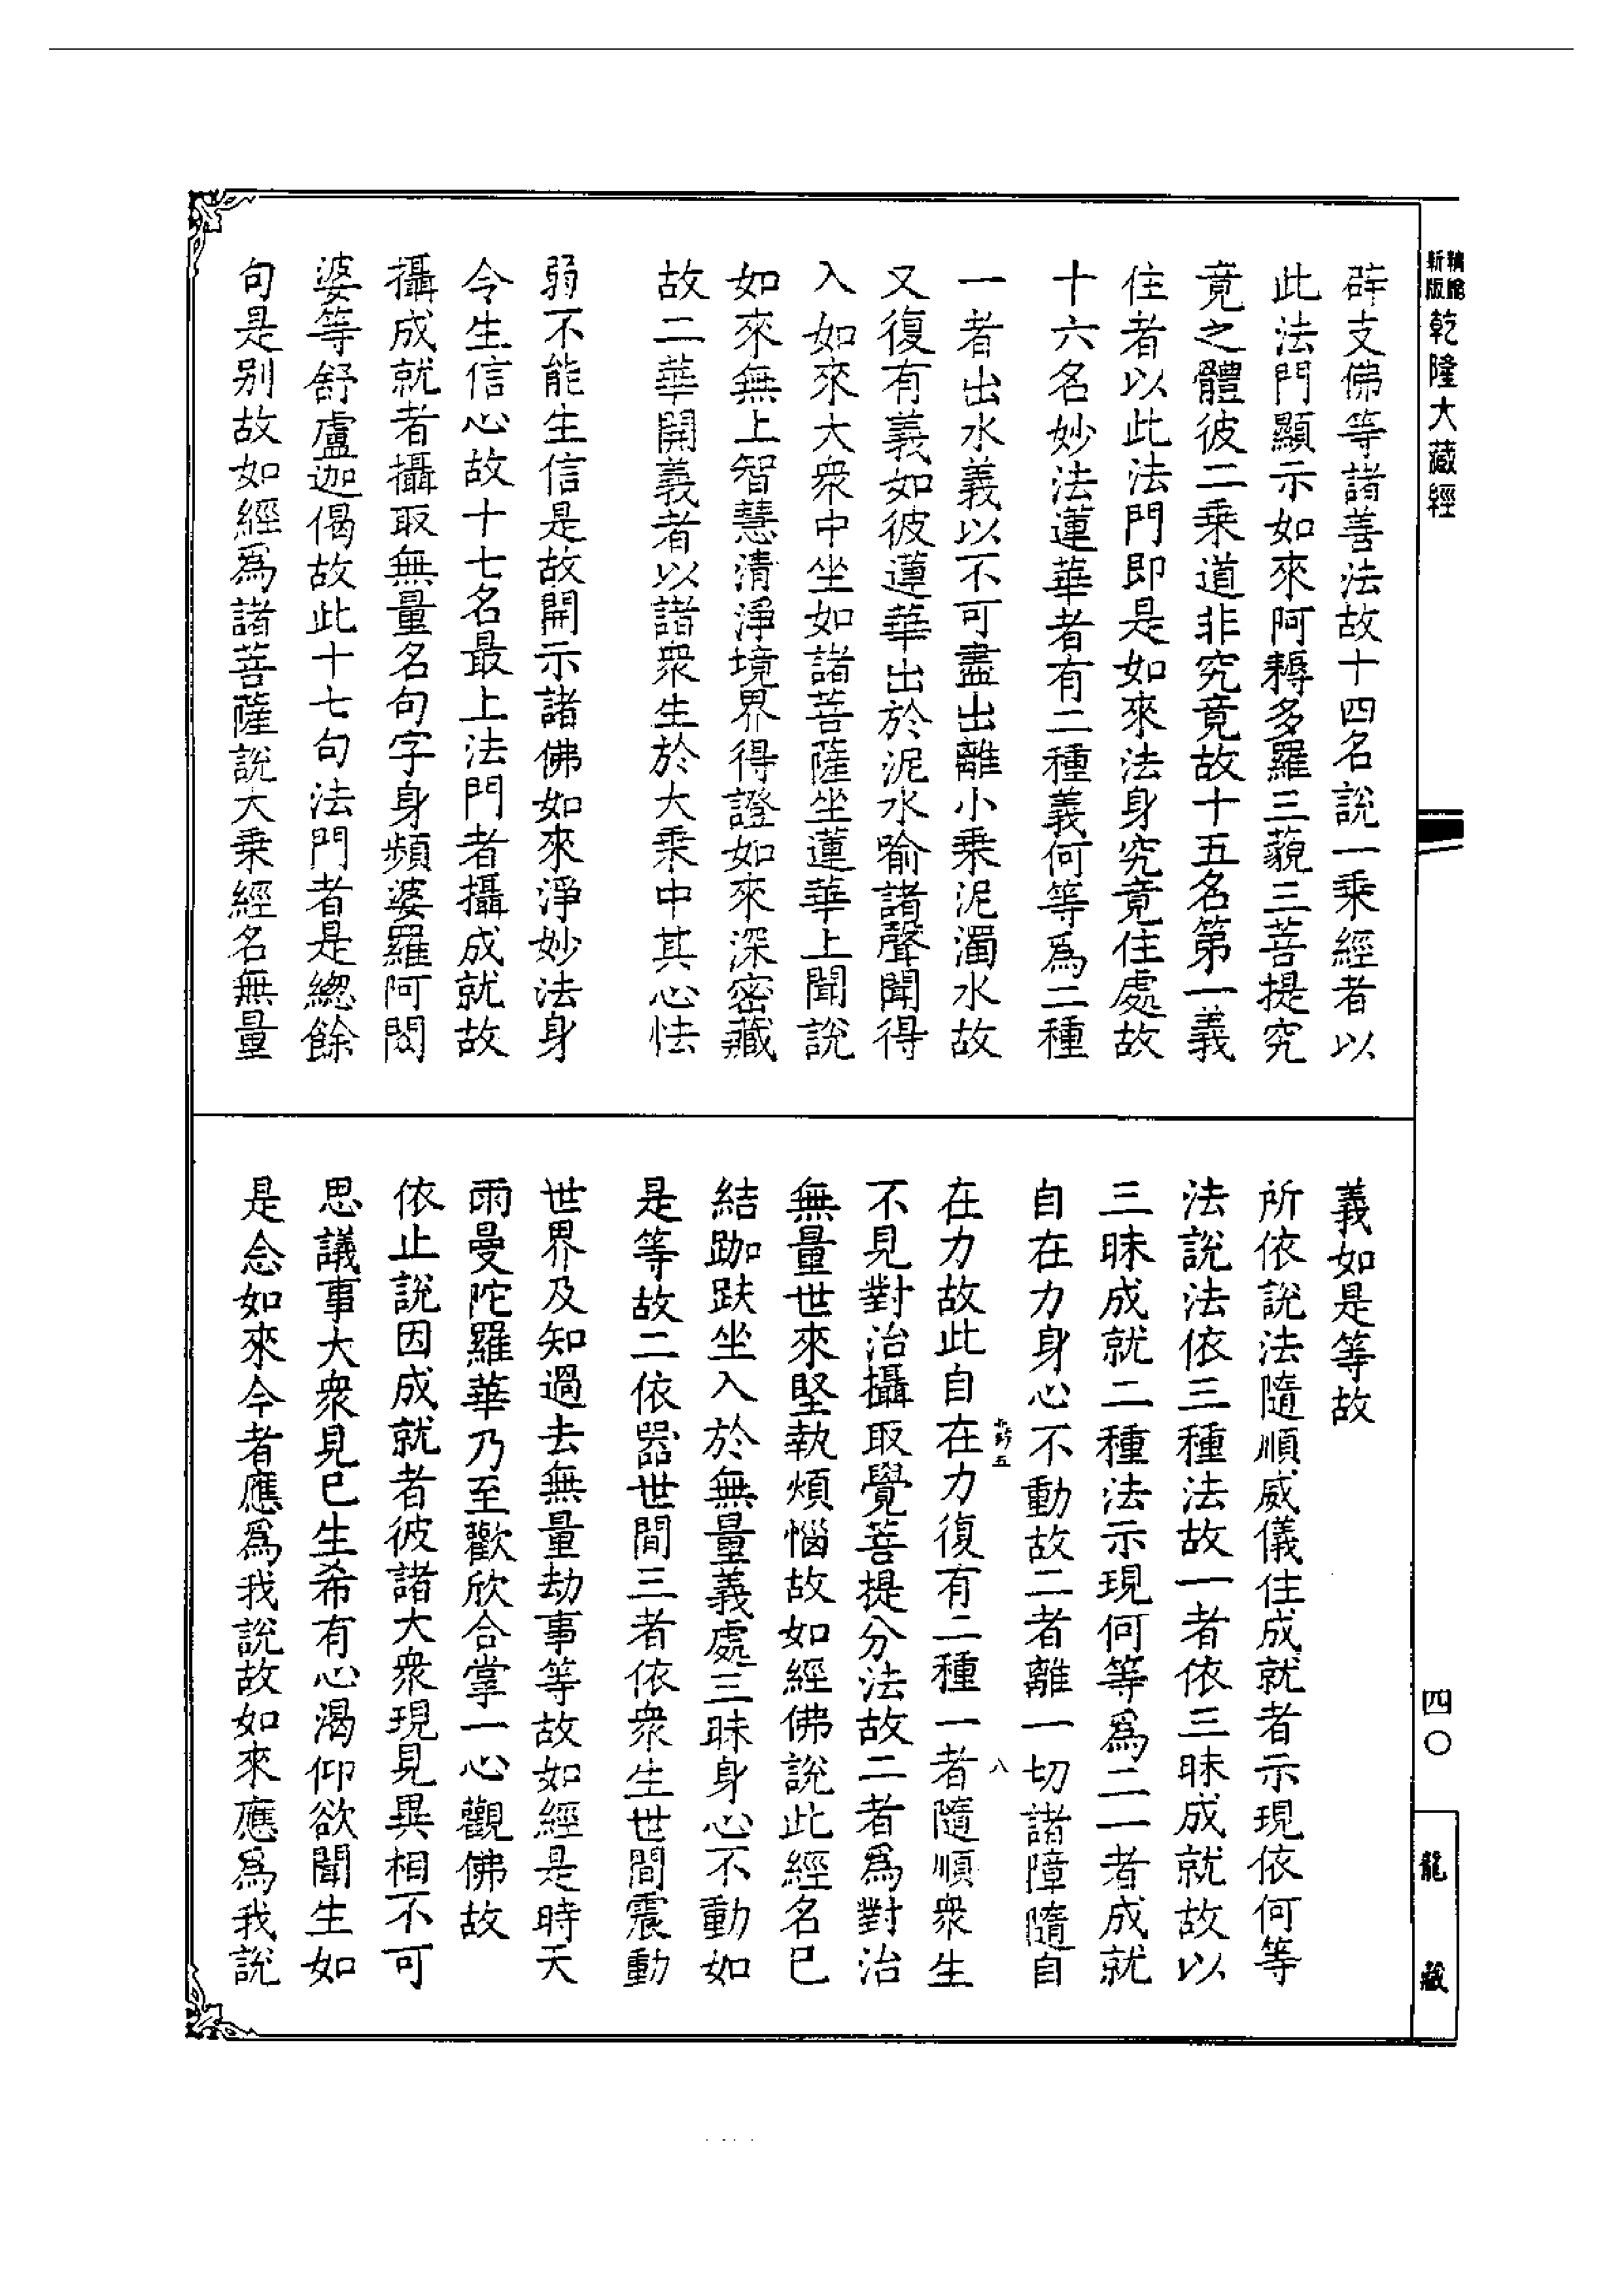 新版
乾隆大藏經
辟支佛等諸善法故十四名說一乘經者以
此法門顯示如來阿耨多羅三藐三菩提究
竟之體彼二乘道非究竟故十五名第一義
住者以此法門即是如來法身究竟住處故
十六名妙法蓮華者有二種義何等為二種
一者出水義以不可盡出離小乘泥濁水故
又復有義如彼蓮華出於泥水喻諸聲聞得
入如來大眾中坐如諸菩薩坐蓮華上聞說
如來無上智慧清淨境界得證如來深密藏
故二華開義者以諸眾生於大乘中其心怯
弱不能生信是故開示諸佛如來淨妙法身
令生信心故十七名最上法門者攝成就故
攝成就者攝取無量名句字身頻婆羅阿閦
婆等舒盧迦偈故此十七句法門者是總餘
句是別故如經為諸菩薩說大乘經名無量
義如是等故
所依說法隨順威儀住成就者示現依何等
法說法依三種法故一者依三昧成就故以
三昧成就二種法示現何等為二一者成就
自在力身心不動故二者離一切諸障隨自
在力故此自在力復有二種一者隨順眾生
不見對治攝取覺菩提分法故二者為對治
無量世來堅執煩惱故如經佛說此經名已
結跏趺坐入於無量義處三昧身心不動如
是等故二依器世間三者依眾生世間震動
世界及知過去無量劫事等故如經是時天
雨曼陀羅華乃至歡欣合掌一心觀佛故
依止說因成就者彼諸大眾現見異相不可
思議事大眾見已生希有心渴仰欲聞生如
是念如來今者應為我說故如來應為我說
八
四〇
龍藏